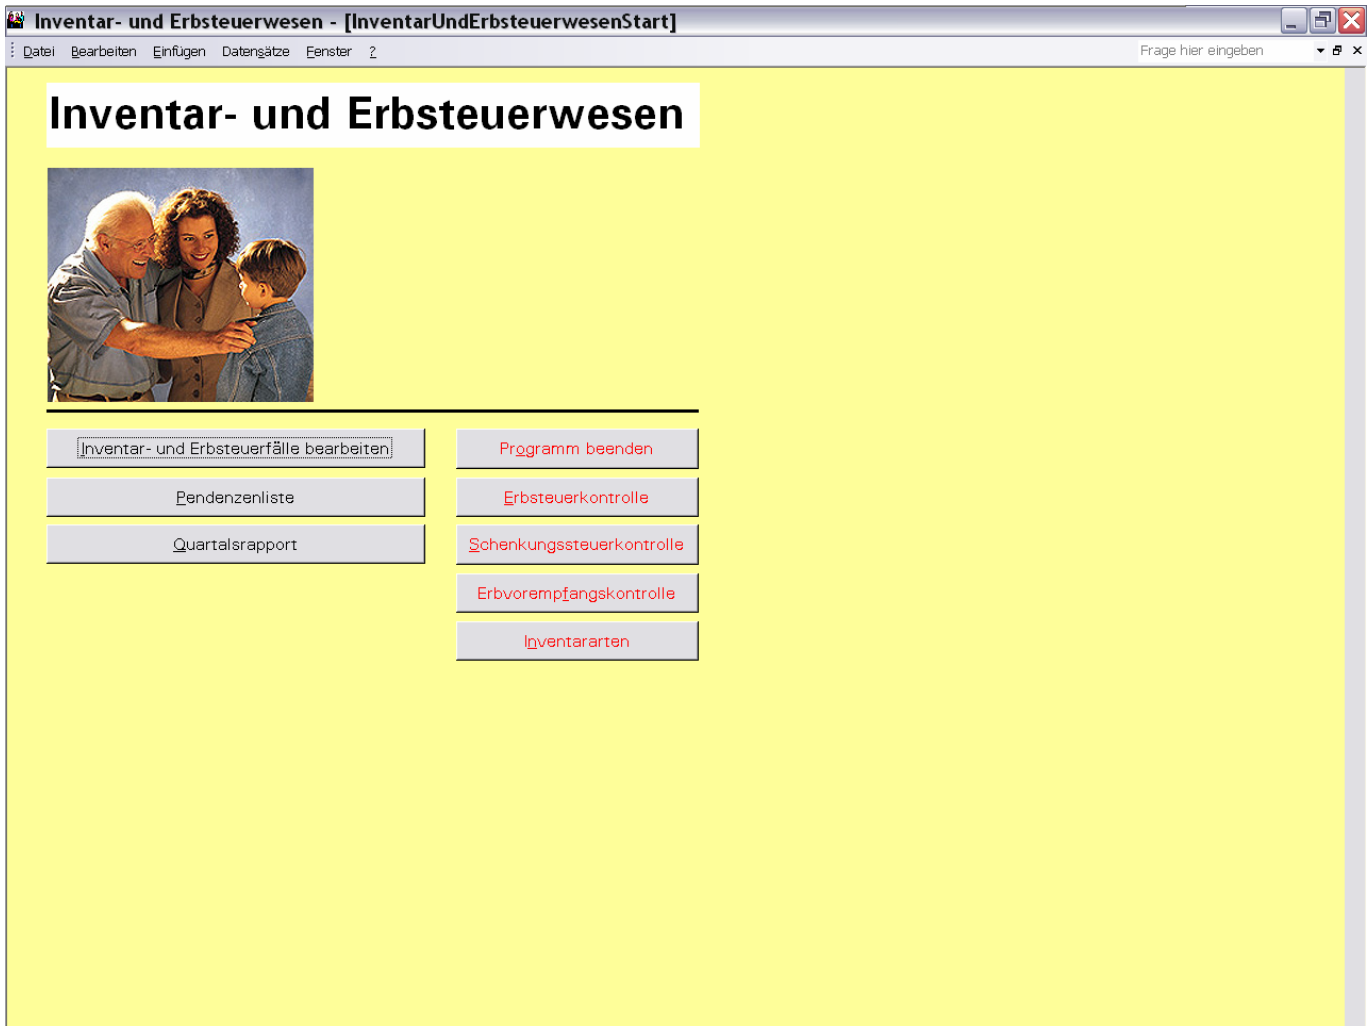 Inventar- und Erbsteuerwesen - [InventarUndErbsteuerwesenStart]
Datei Bearbeiten Einfügen Datensätze Fenster ? Frage hier eingeben
Inventar- und Erbsteuerwesen
Inventar- und Erbsteuerfälle bearbeiten
Programm beenden
Pendenzenliste
Erbsteuerkontrolle
Quartalsrapport
Schenkungssteuerkontrolle
Erbvorempfangskontrolle
Inventararten